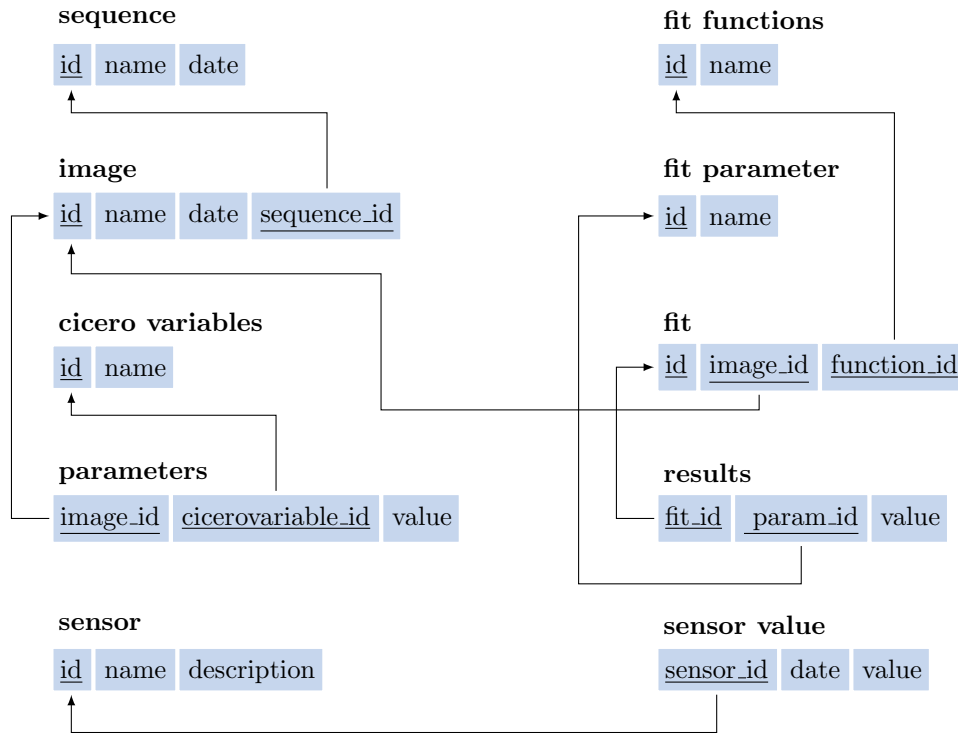 sequence
id name date
image
id name date sequence_id
cicero variables
id name
parameters
image_id cicerovariable_id value
sensor
id name description
fit functions
id name
fit parameter
id name
fit
id image_id function_id
results
fit_id param_id value
sensor value
sensor_id date value